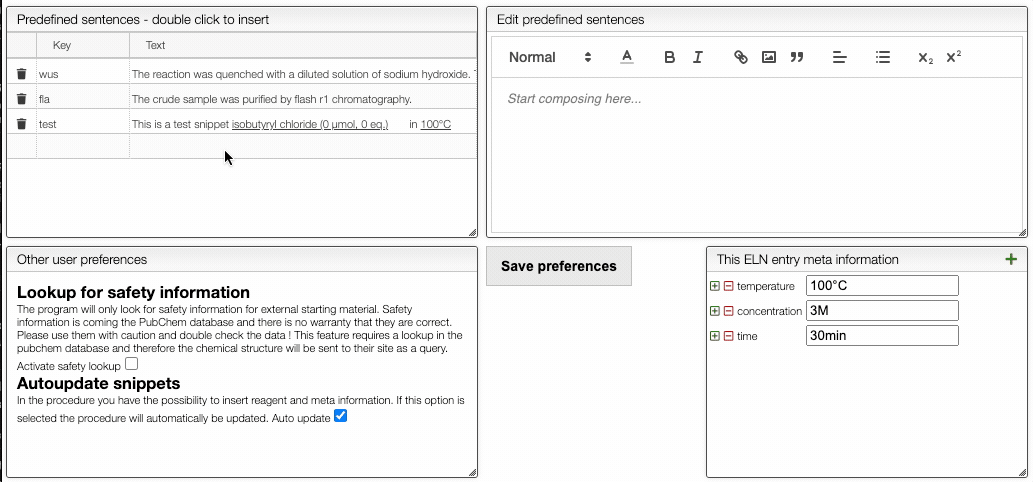 Predefined sentences - double click to insert
Key Text
wus The reaction was quenched with a diluted solution of sodium hydroxide.
fla The crude sample was purified by flash r1 chromatography.
test This is a test snippet isobutyryl chloride (0 µmol, 0 eq.) in 100°C
Edit predefined sentences
Normal A B I ” X₂ X²
Start composing here...
Other user preferences
Lookup for safety information
The program will only look for safety information for external starting material. Safety
information is coming the PubChem database and there is no warranty that they are correct.
Please use them with caution and double check the data ! This feature requires a lookup in the
pubchem database and therefore the chemical structure will be sent to their site as a query.
Activate safety lookup
Autoupdate snippets
In the procedure you have the possibility to insert reagent and meta information. If this option is
selected the procedure will automatically be updated. Auto update
Save preferences
This ELN entry meta information
temperature 100°C
concentration 3M
time 30min